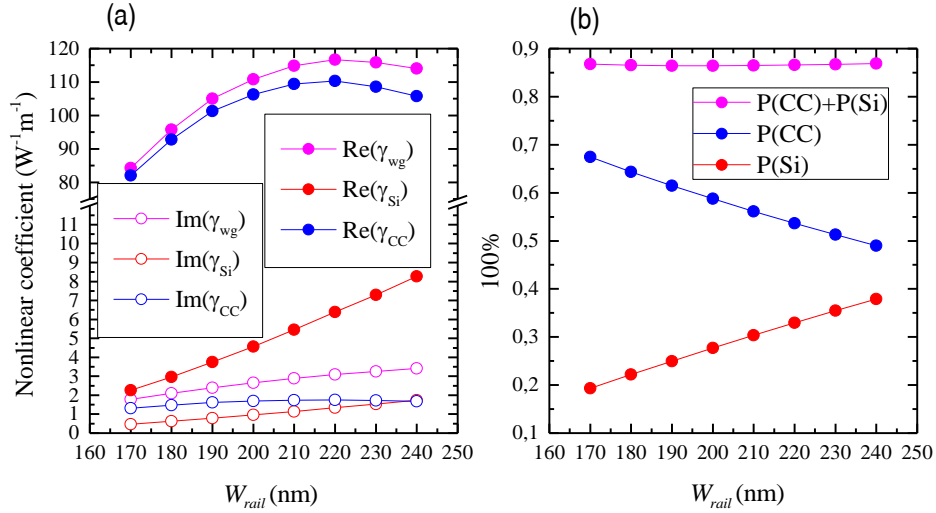 (a)
Nonlinear coefficient (W⁻¹m⁻¹)
120
110
100
90
80
11
10
9
8
7
6
5
4
3
2
1
0
Re(γwg)
Re(γSi)
Re(γCC)
Im(γwg)
Im(γSi)
Im(γCC)
160 170 180 190 200 210 220 230 240 250
Wrail (nm)
(b)
100%
0,9
0,8
0,7
0,6
0,5
0,4
0,3
0,2
0,1
P(CC)+P(Si)
P(CC)
P(Si)
160 170 180 190 200 210 220 230 240 250
Wrail (nm)